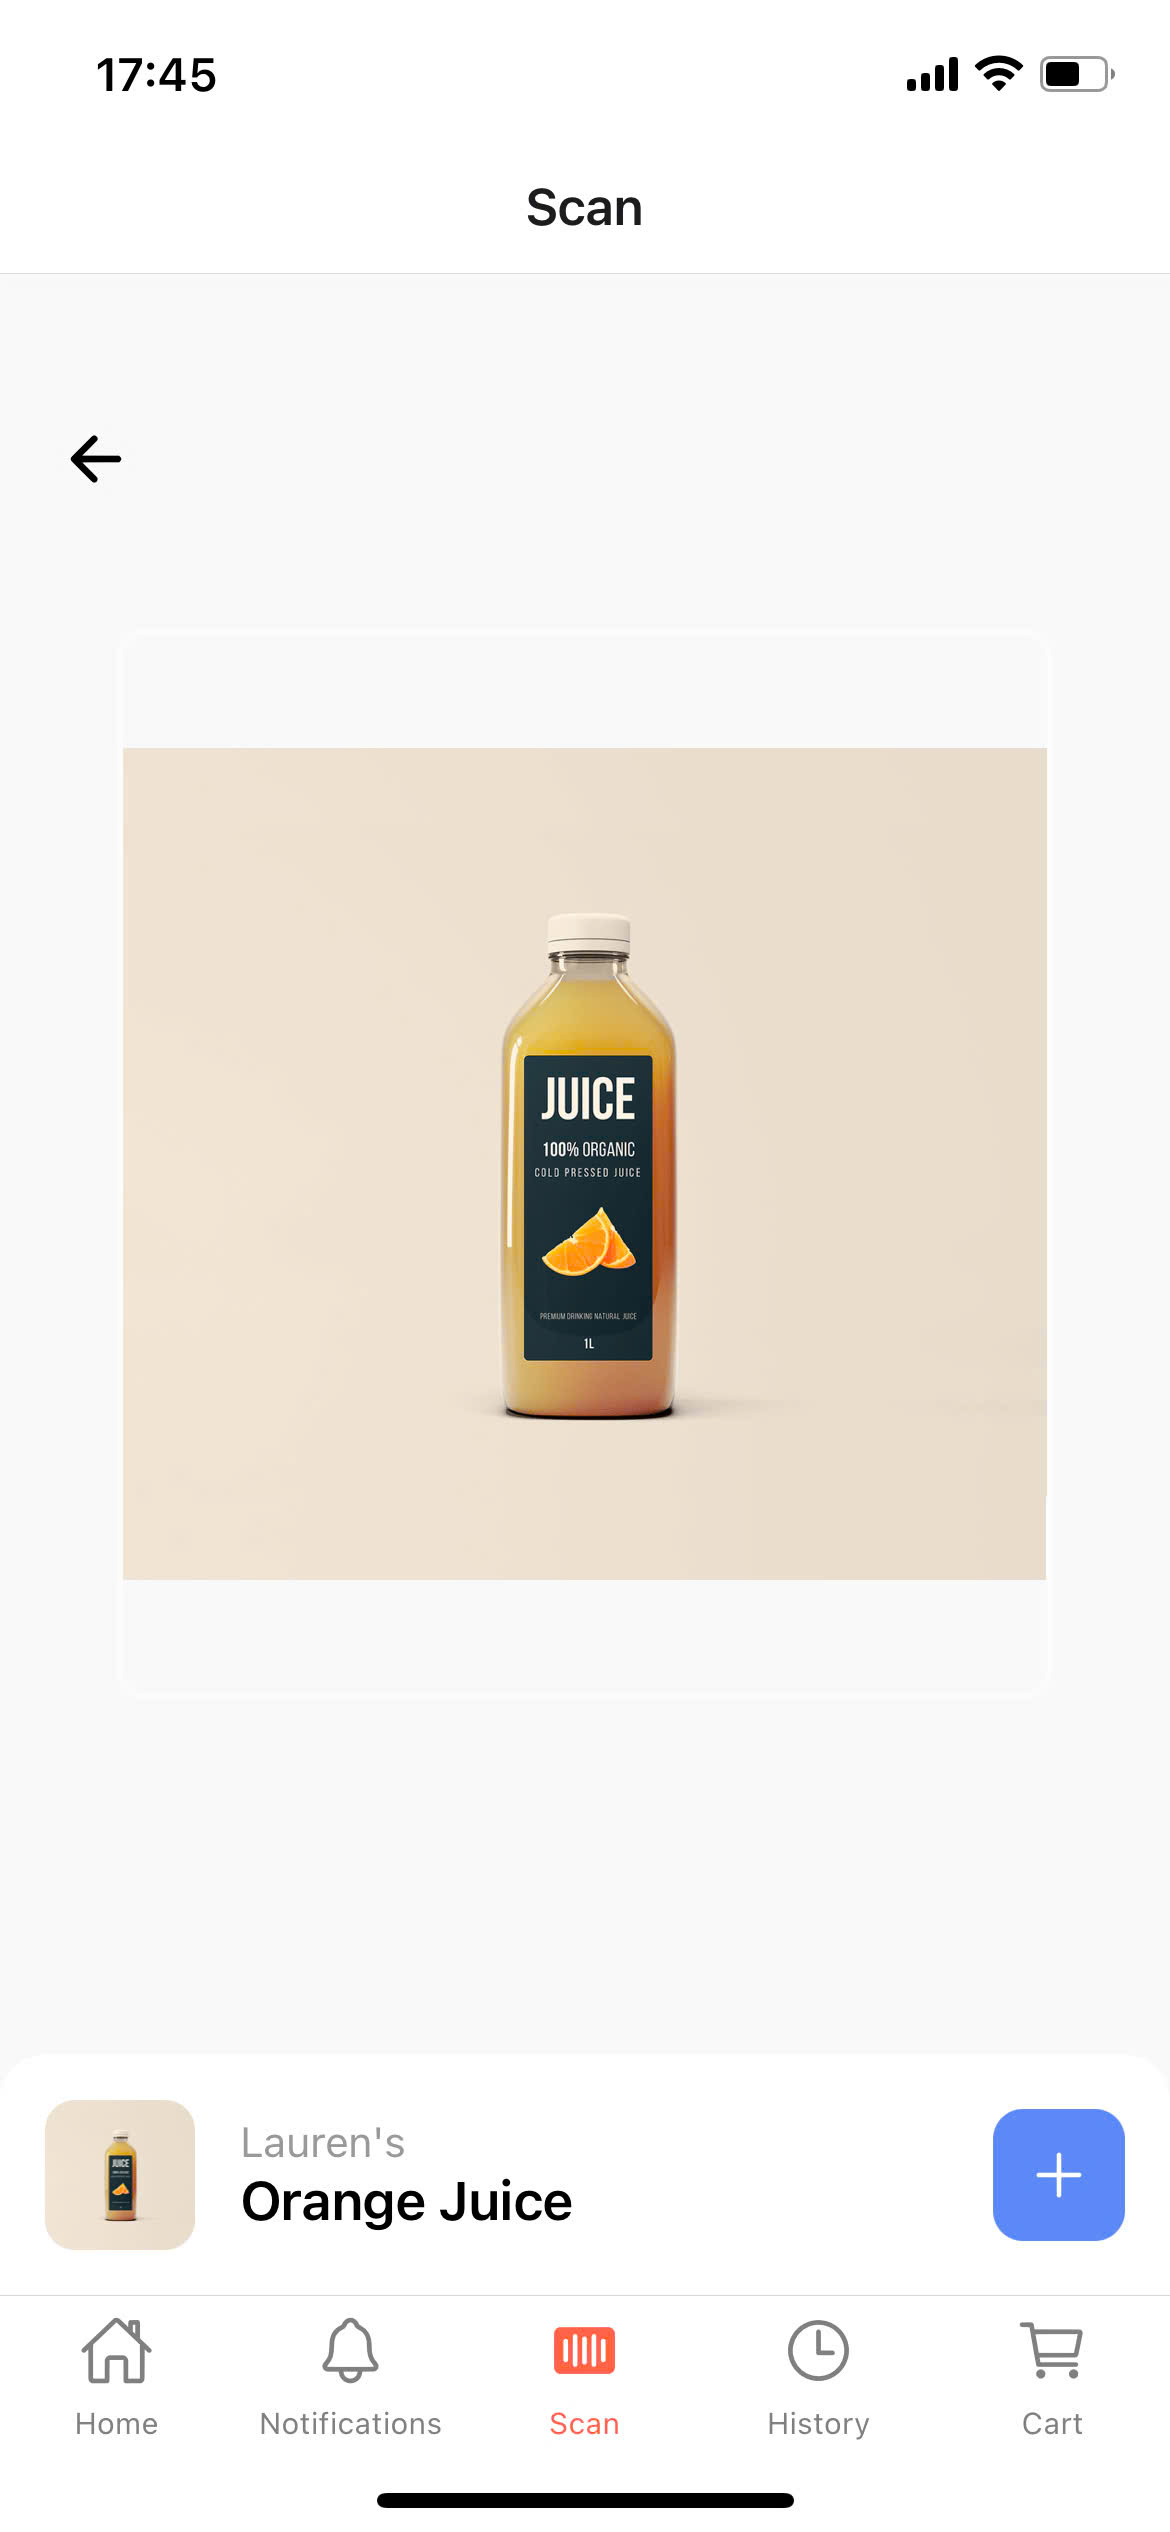 17:45
Scan
JUICE
100% ORGANIC
COLD PRESSED JUICE
PREMIUM DRINKING NATURAL JUICE
1L
JUICE
Lauren's
Orange Juice
Home
Notifications
Scan
History
Cart